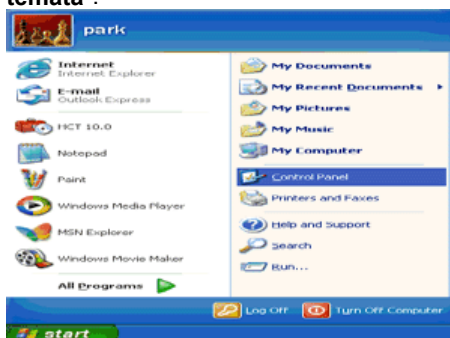 temata".
park
Internet
Internet Explorer
E-mail
Outlook Express
HCT 10.0
Notepad
Paint
Windows Media Player
MSN Explorer
Windows Movie Maker
All Programs
My Documents
My Recent Documents
My Pictures
My Music
My Computer
Control Panel
Printers and Faxes
Help and Support
Search
Run...
Log Off
Turn Off Computer
start